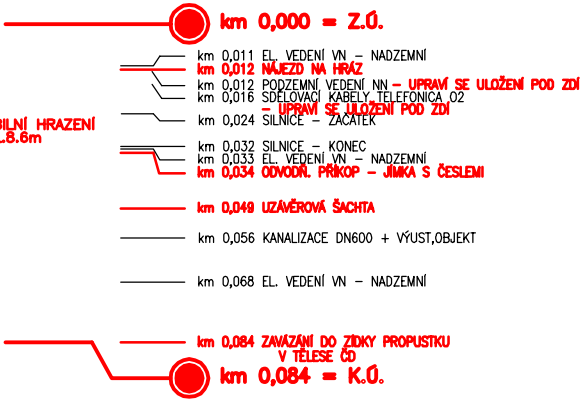 km 0,000 = Z.Ú.
km 0,011 EL. VEDENÍ VN – NADZEMNÍ
km 0,012 NÁJEZD NA HRÁZ
km 0,012 PODZEMNÍ VEDENÍ NN – UPRAVÍ SE ULOŽENÍ POD ZDÍ
km 0,016 SDĚLOVACÍ KABELY TELEFONICA O2
– UPRAVÍ SE ULOŽENÍ POD ZDÍ
km 0,024 SILNICE – ZAČÁTEK
BILNÍ HRAZENÍ
L.8.6m
km 0,032 SILNICE – KONEC
km 0,033 EL. VEDENÍ VN – NADZEMNÍ
km 0,034 ODVODŇ. PŘÍKOP – JÍMKA S ČESLEMI
km 0,049 UZÁVĚROVÁ ŠACHTA
km 0,056 KANALIZACE DN600 + VÝUST,OBJEKT
km 0,068 EL. VEDENÍ VN – NADZEMNÍ
km 0,084 ZAVÁZÁNÍ DO ZÍDKY PROPUSTKU
V TĚLESE ČD
km 0,084 = K.Ú.